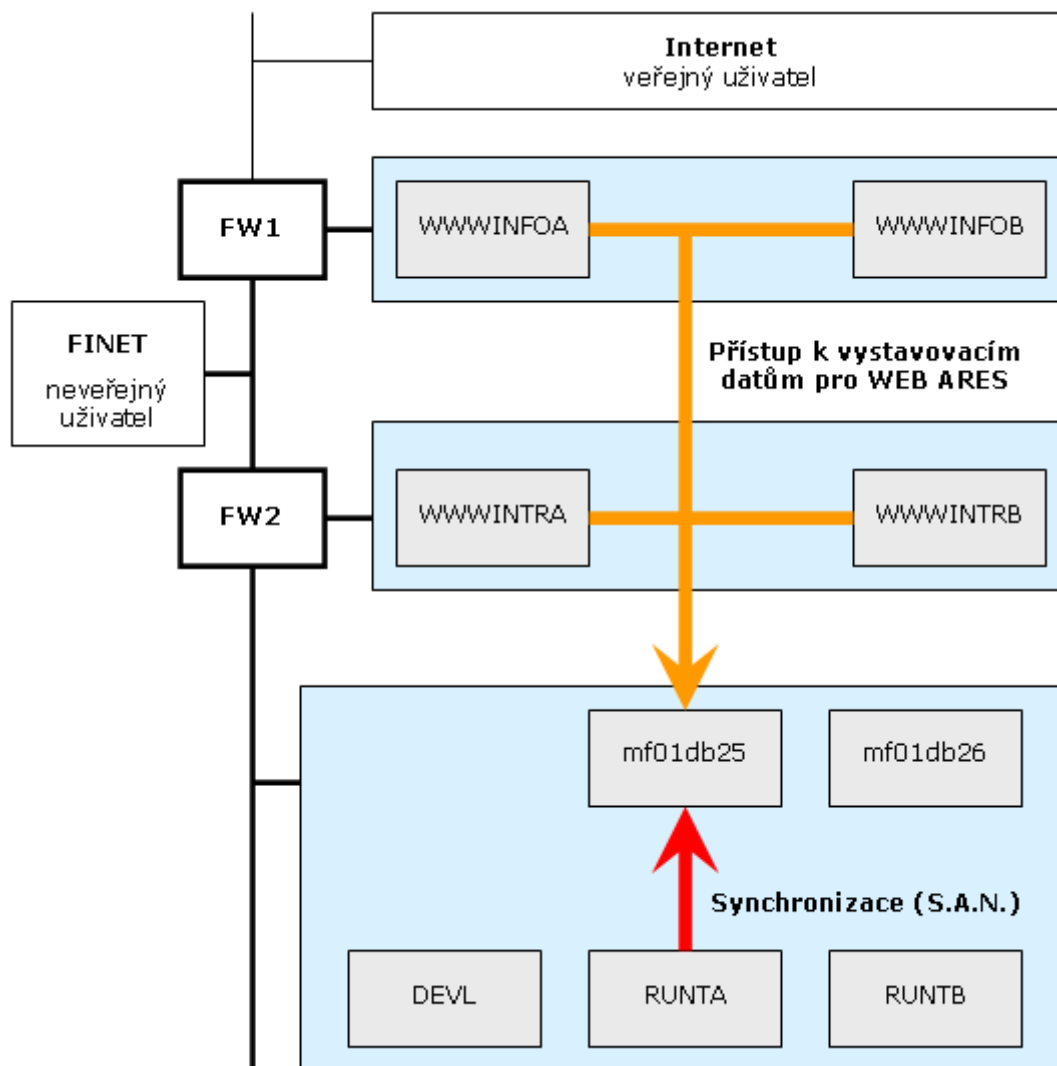 Internet
veřejný uživatel
FW1
WWWINFOA
WWWINFOB
FINET
neveřejný
uživatel
Přístup k vystavovacím
datům pro WEB ARES
FW2
WWWINTRA
WWWINTRB
mf01db25
mf01db26
Synchronizace (S.A.N.)
DEVL
RUNTA
RUNTB